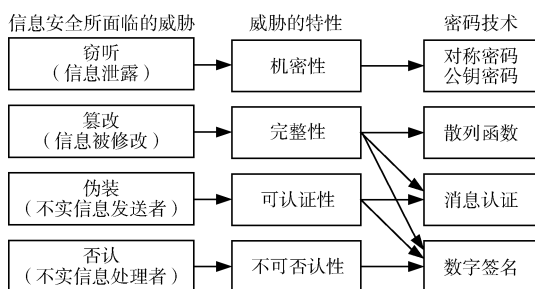 信息安全所面临的威胁
威胁的特性
密码技术
窃听
（信息泄露）
机密性
对称密码
公钥密码
篡改
（信息被修改）
完整性
散列函数
伪装
（不实信息发送者）
可认证性
消息认证
否认
（不实信息处理者）
不可否认性
数字签名